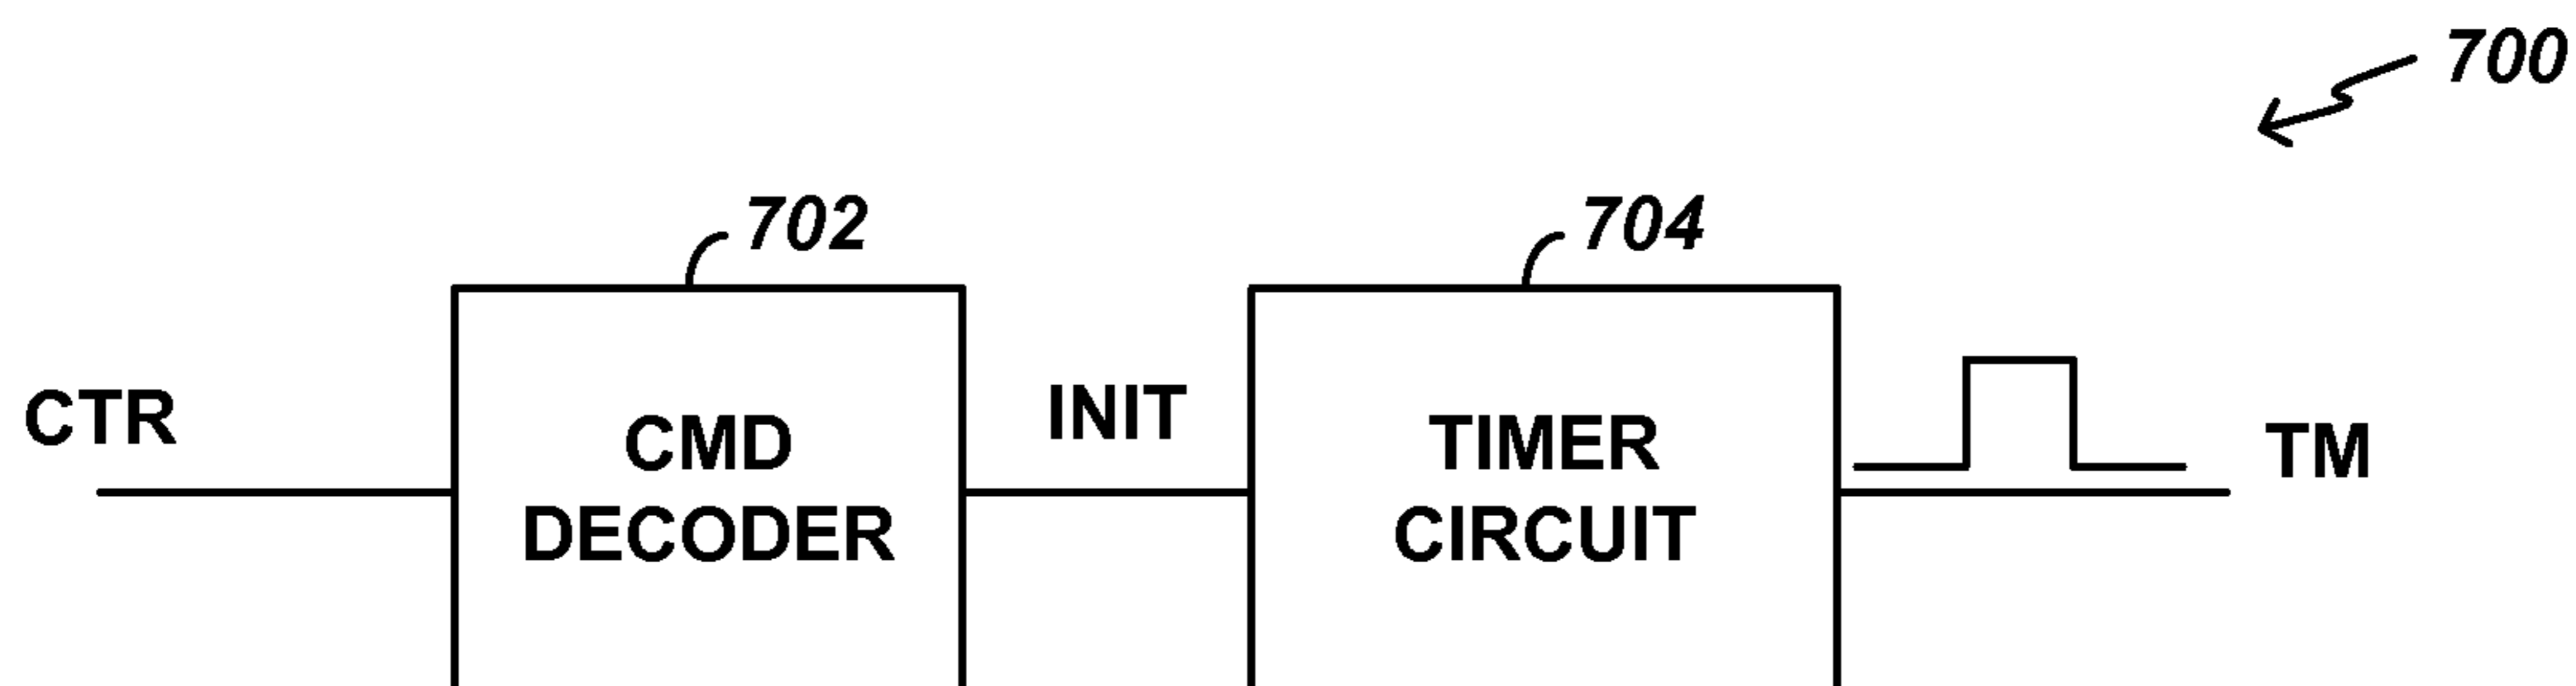 700
702
704
CTR
CMD
DECODER
INIT
TIMER
CIRCUIT
TM